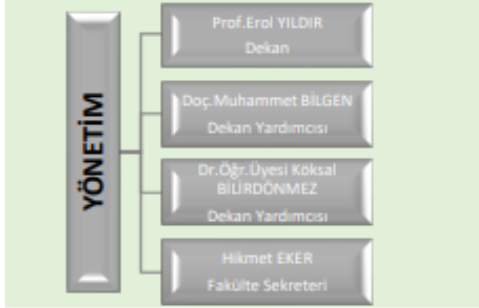 YÖNETİM
Prof.Erol YILDIR
Dekan
Doç.Muhammet BİLGEN
Dekan Yardımcısı
Dr.Öğr.Üyesi Köksal
BİLİRDÖNMEZ
Dekan Yardımcısı
Hikmet EKER
Fakülte Sekreteri